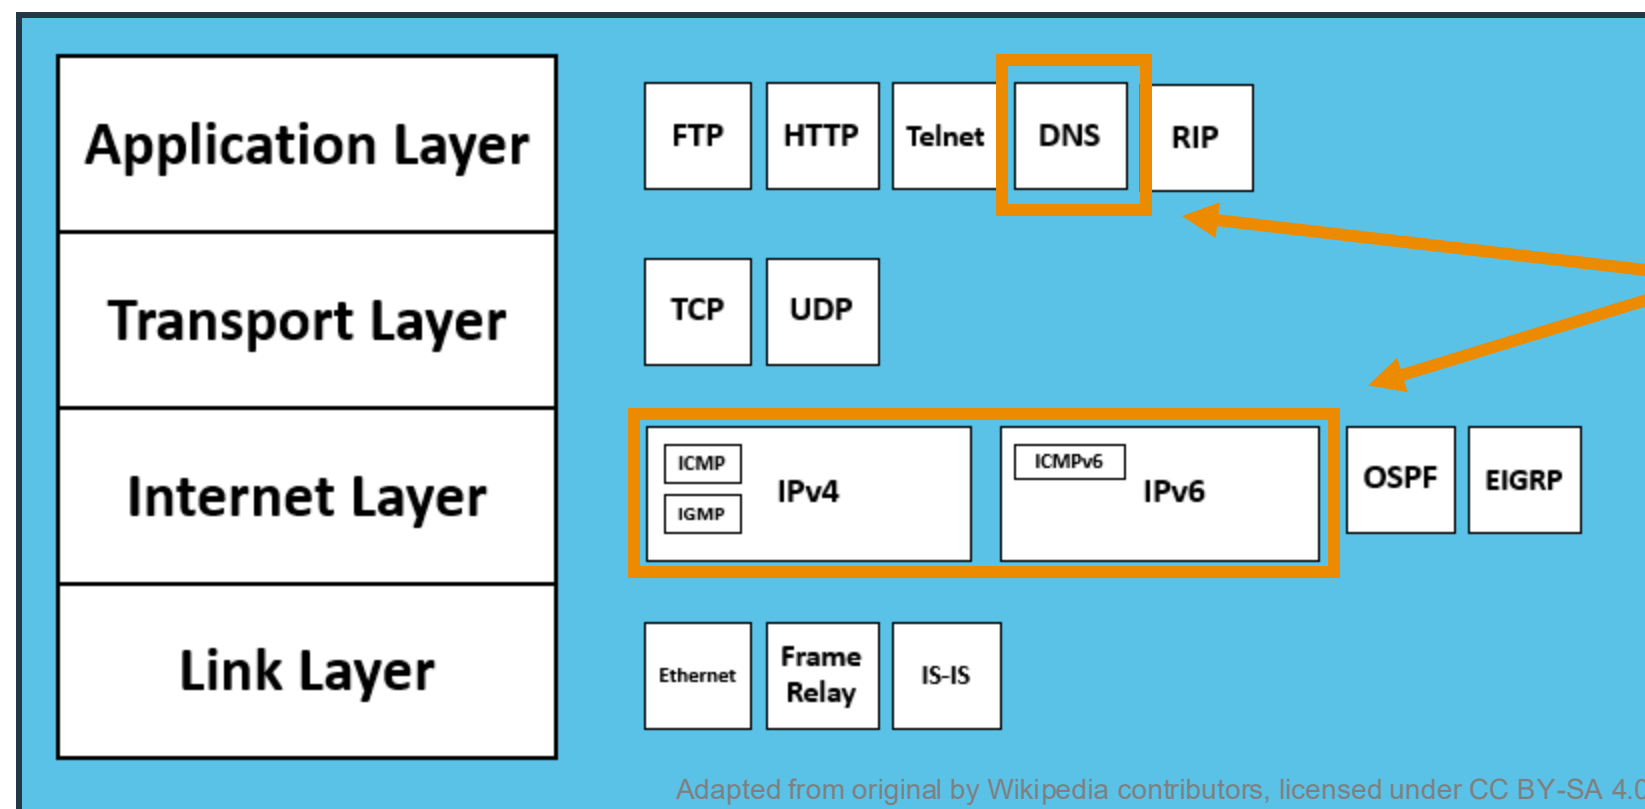 Application Layer
FTP
HTTP
Telnet
DNS
RIP
Transport Layer
TCP
UDP
Internet Layer
ICMP
IGMP
IPv4
ICMPv6
IPv6
OSPF
EIGRP
Link Layer
Ethernet
Frame
Relay
IS-IS
Adapted from original by Wikipedia contributors, licensed under CC BY-SA 4.0